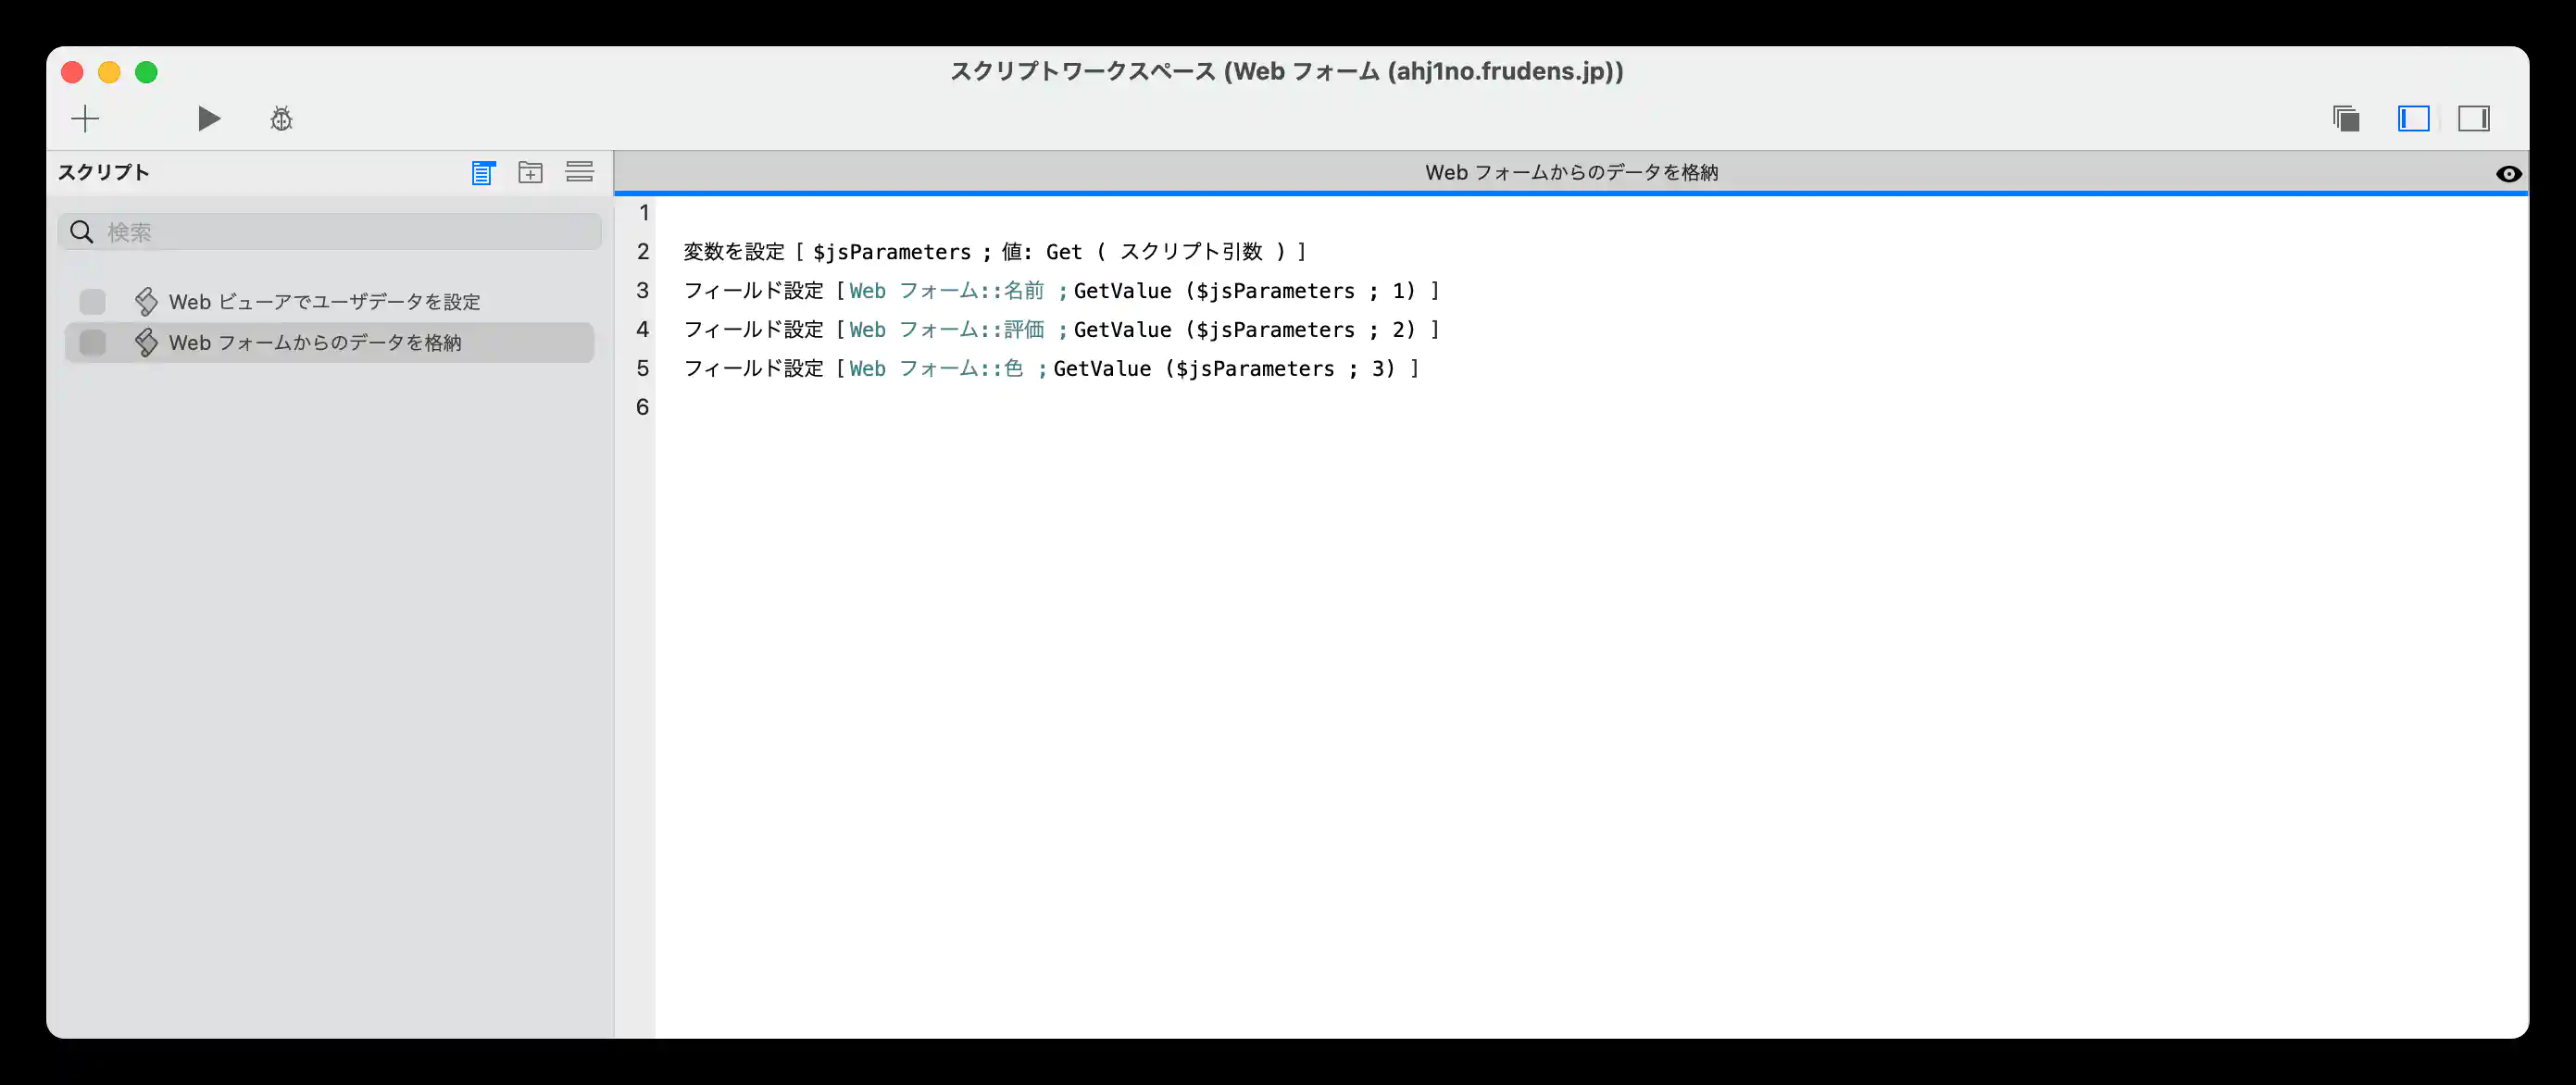 スクリプトワークスペース (Web フォーム (ahj1no.frudens.jp))
スクリプト
Web フォームからのデータを格納
検索
Web ビューアでユーザデータを設定
Web フォームからのデータを格納
1
2 変数を設定 [ $jsParameters ; 値: Get ( スクリプト引数 ) ]
3 フィールド設定 [ Web フォーム::名前 ; GetValue ($jsParameters ; 1) ]
4 フィールド設定 [ Web フォーム::評価 ; GetValue ($jsParameters ; 2) ]
5 フィールド設定 [ Web フォーム::色 ; GetValue ($jsParameters ; 3) ]
6